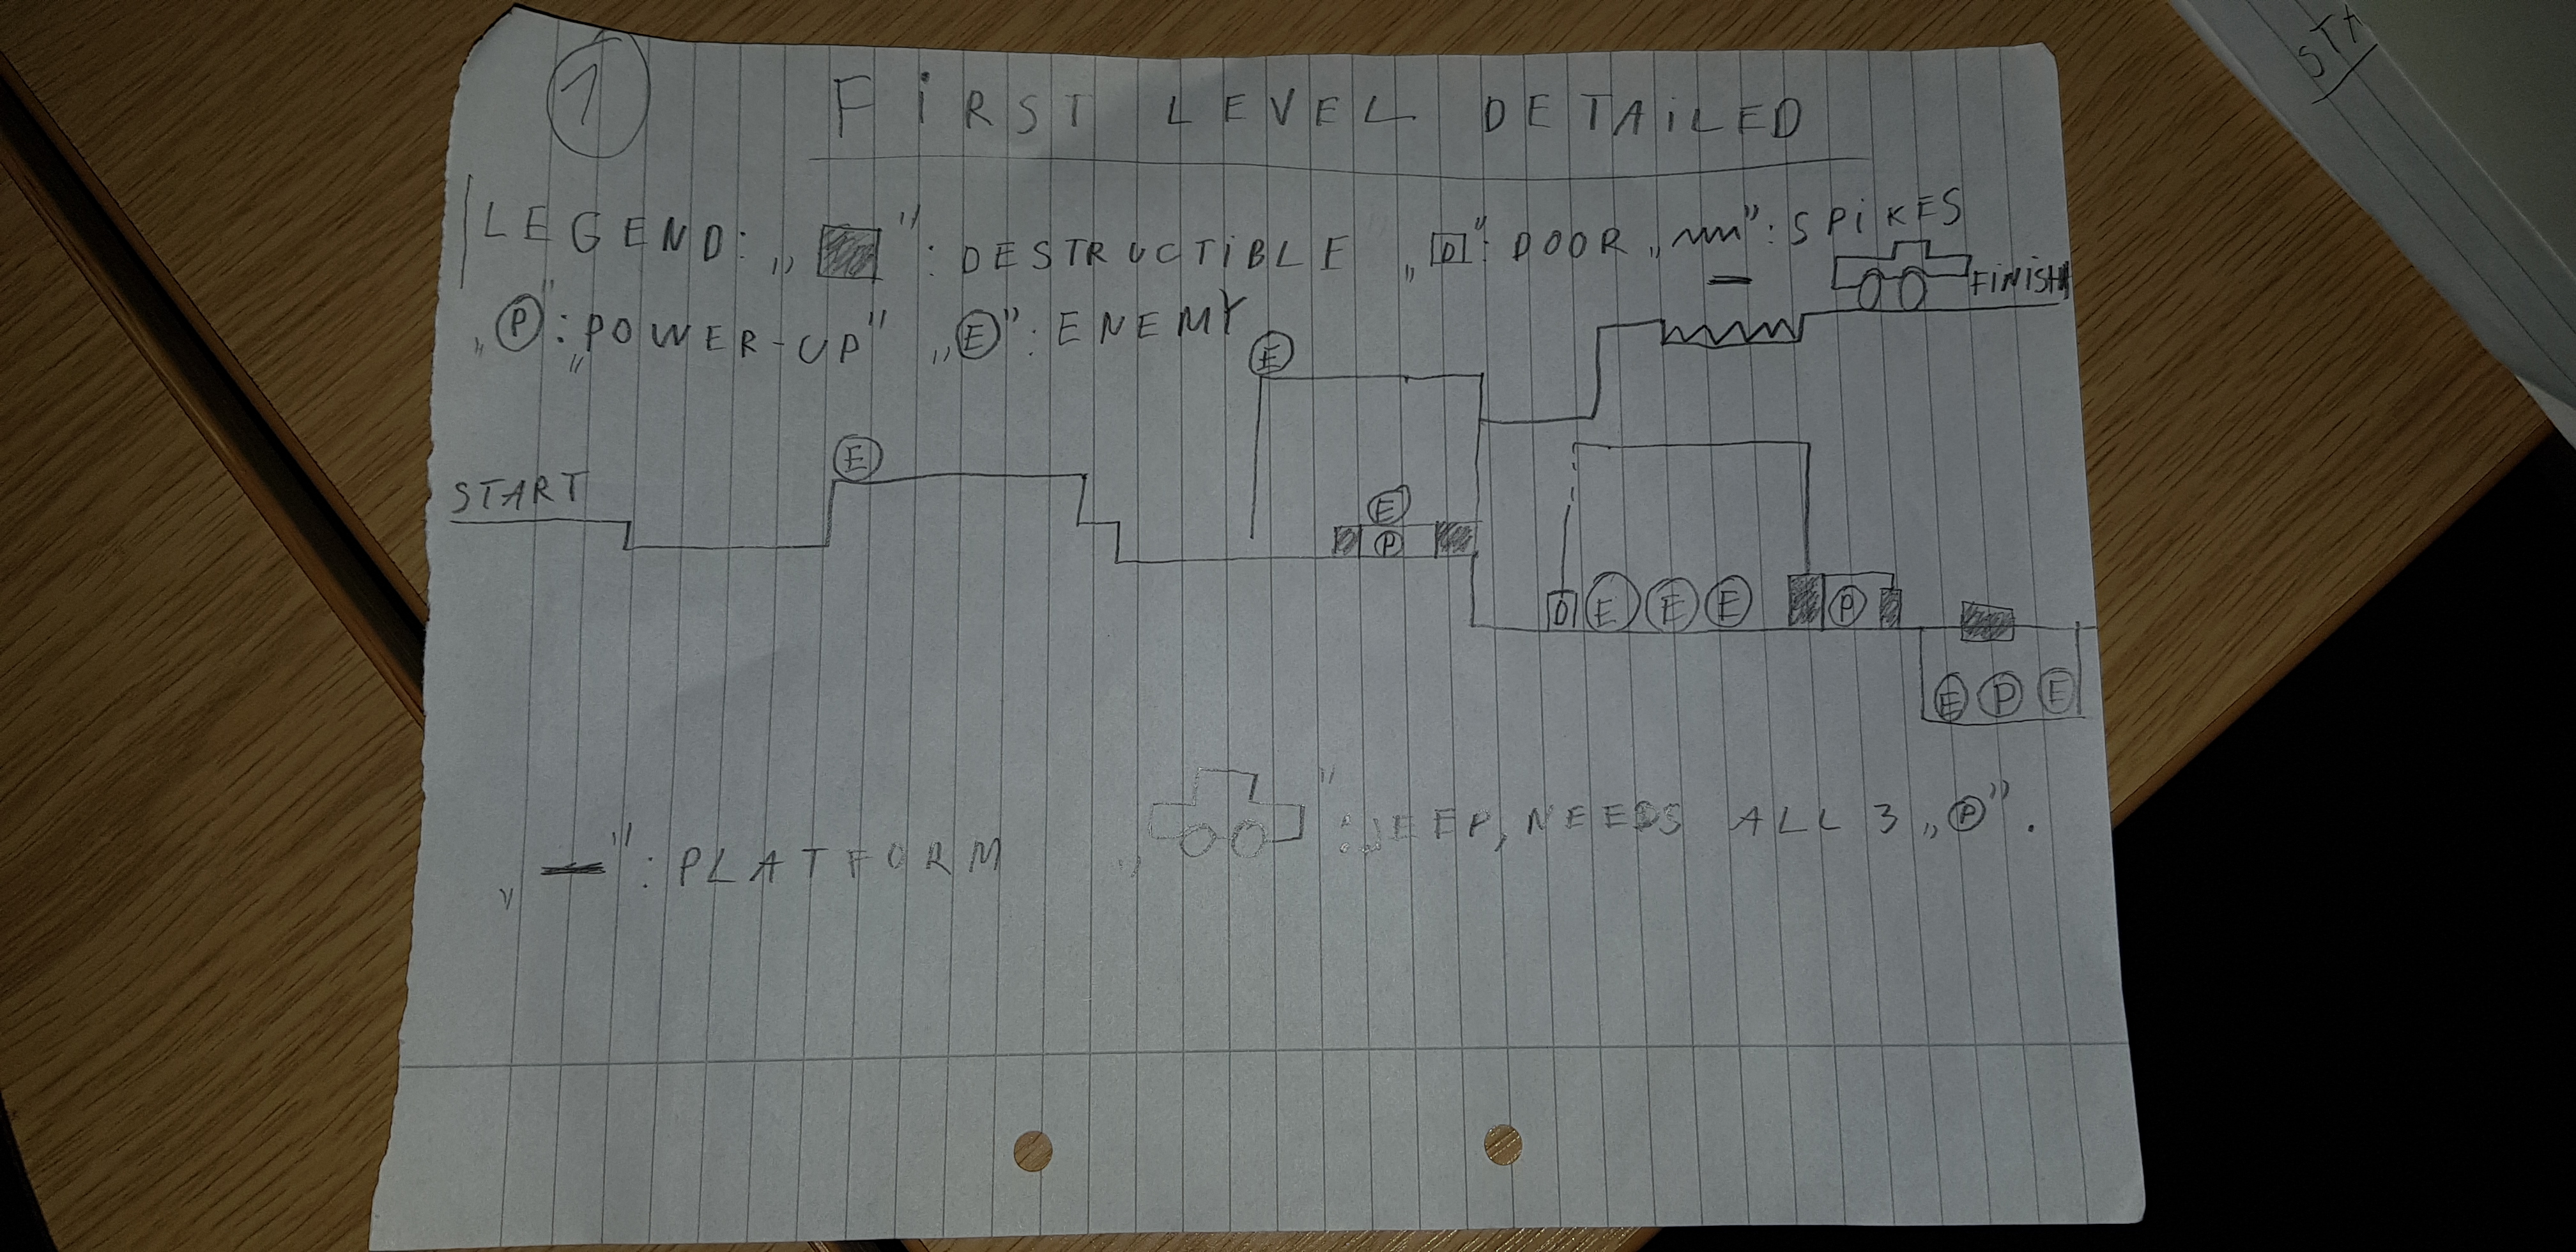 1
FIRST LEVEL DETAILED
LEGEND: „ ": DESTRUCTIBLE „D": DOOR „ ": SPIKES
„P": „POWER-UP" „E": ENEMY
FINISH
E
START
E
E
P
D E E E P
E P E
„ ": PLATFORM „ ": JEEP, NEEDS ALL 3 „P".
STA